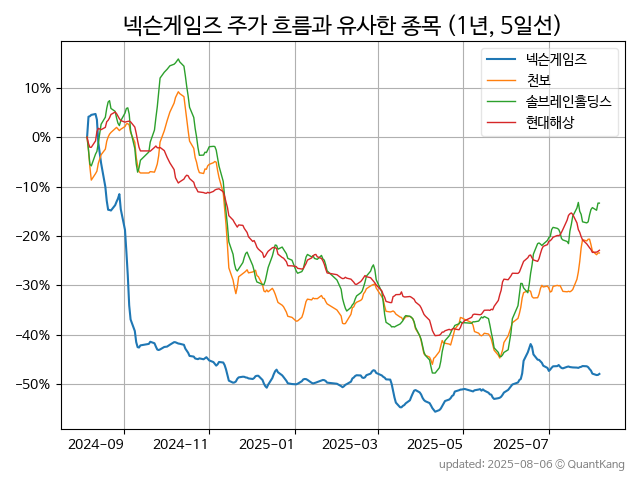 넥슨게임즈 주가 흐름과 유사한 종목 (1년, 5일선)
넥슨게임즈
천보
솔브레인홀딩스
현대해상
10%
0%
−10%
−20%
−30%
−40%
−50%
2024-09
2024-11
2025-01
2025-03
2025-05
2025-07
updated: 2025-08-06 © QuantKang